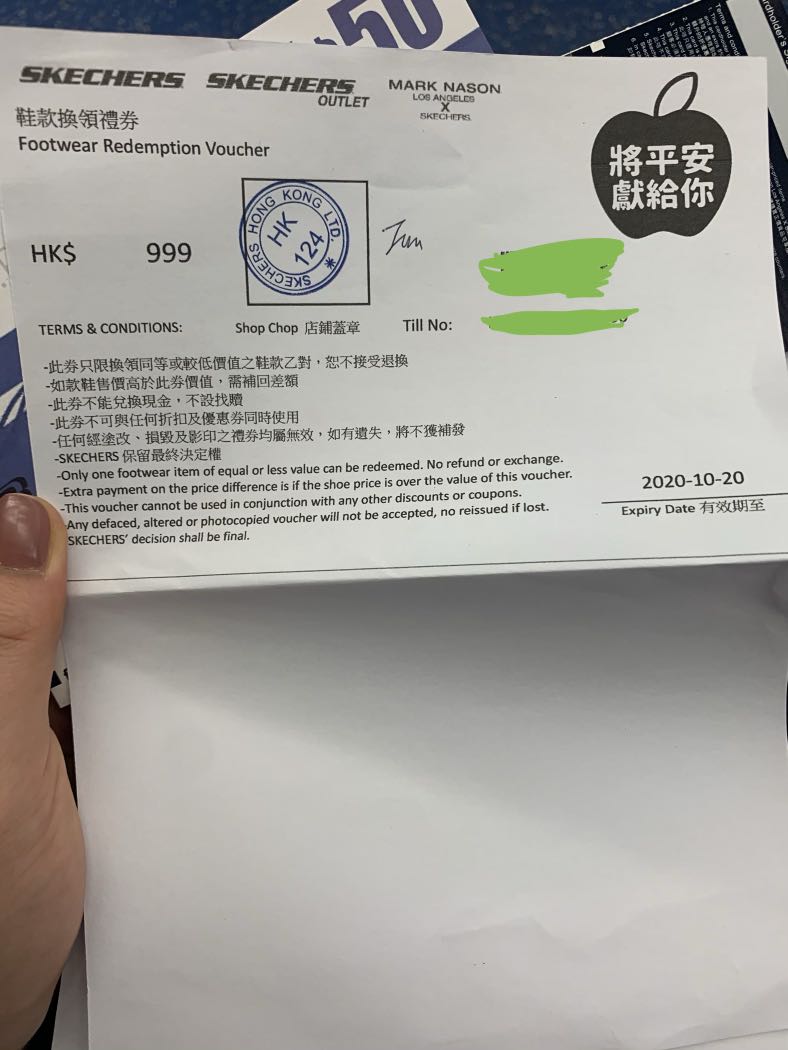 $50
SKECHERS
SKECHERS
OUTLET
MARK NASON
LOS ANGELES
X
SKECHERS
鞋款換領禮券
Footwear Redemption Voucher
將平安
獻給你
HK$ 999
SKECHERS HONG KONG LTD.
HK
124
TERMS & CONDITIONS:
Shop Chop 店鋪蓋章
Till No:
-此券只限換領同等或較低價值之鞋款乙對，恕不接受退換
-如款鞋售價高於此券價值，需補回差額
-此券不能兌換現金，不設找贖
-此券不可與任何折扣及優惠券同時使用
-任何經塗改、損毀及影印之禮券均屬無效，如有遺失，將不獲補發
-SKECHERS 保留最終決定權
-Only one footwear item of equal or less value can be redeemed. No refund or exchange.
-Extra payment on the price difference is if the shoe price is over the value of this voucher.
-This voucher cannot be used in conjunction with any other discounts or coupons.
-Any defaced, altered or photocopied voucher will not be accepted, no reissued if lost.
SKECHERS' decision shall be final.
2020-10-20
Expiry Date 有效期至